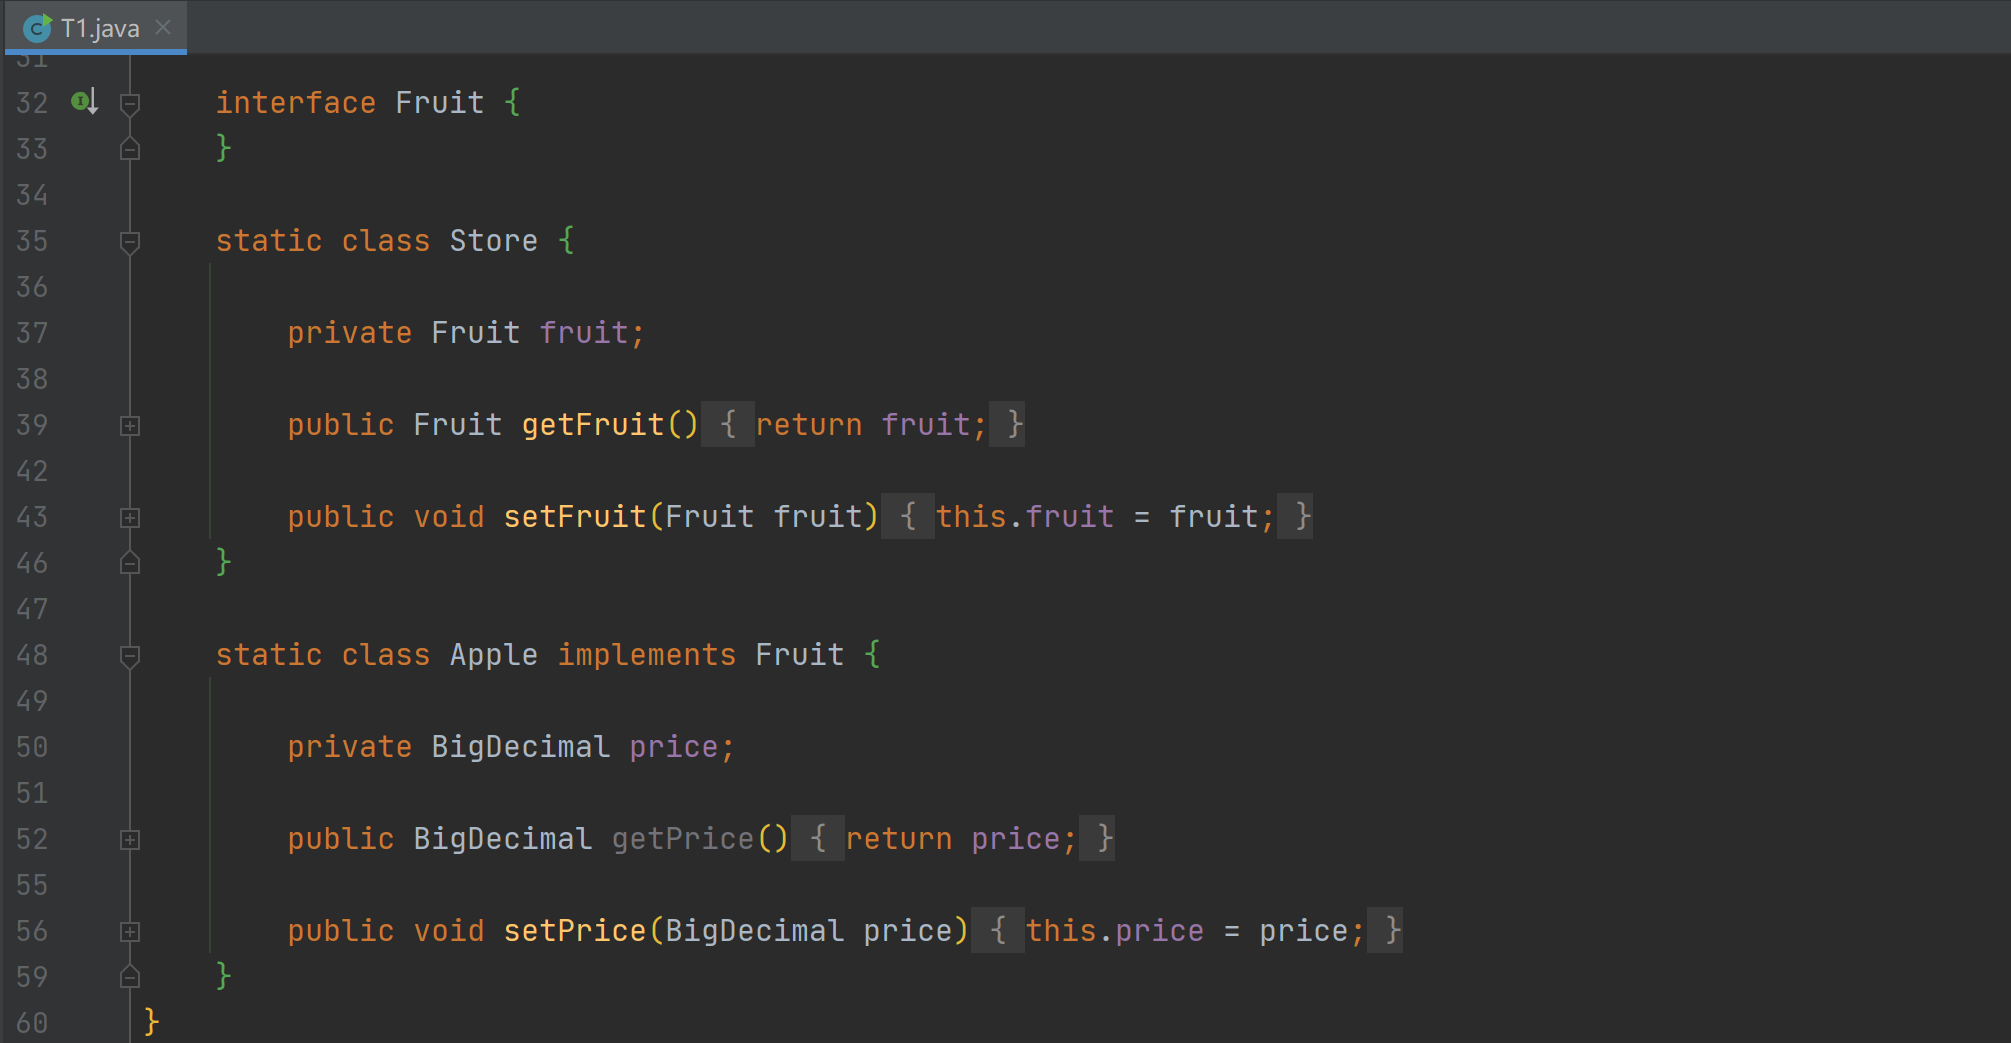 T1.java
31
32 interface Fruit {
33 }
34
35 static class Store {
36
37 private Fruit fruit;
38
39 public Fruit getFruit() { return fruit; }
42
43 public void setFruit(Fruit fruit) { this.fruit = fruit; }
46 }
47
48 static class Apple implements Fruit {
49
50 private BigDecimal price;
51
52 public BigDecimal getPrice() { return price; }
55
56 public void setPrice(BigDecimal price) { this.price = price; }
59 }
60 }